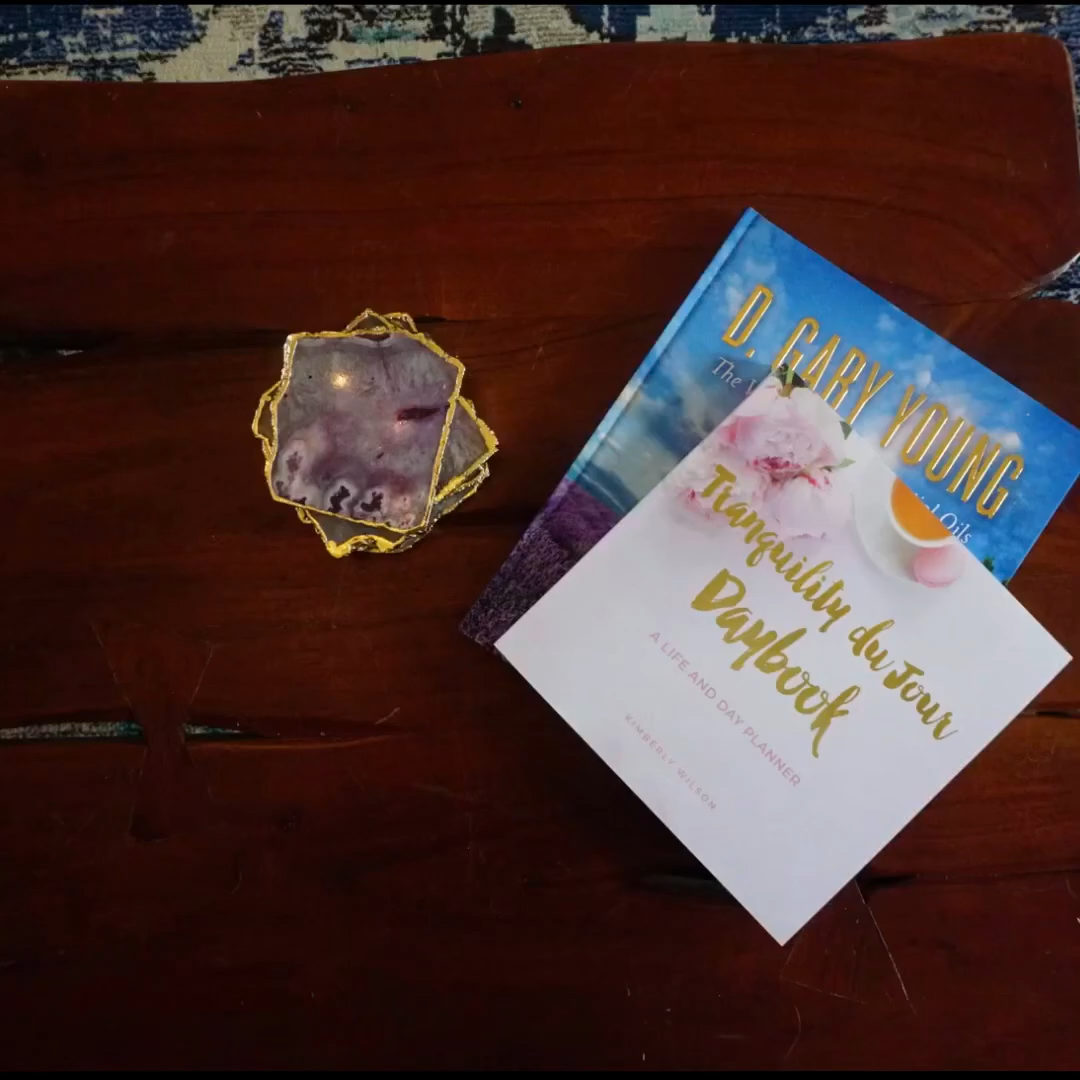 D. GARY YOUNG
The
Oils
Tranquility du Jour
Daybook
A LIFE AND DAY PLANNER
KIMBERLY WILSON